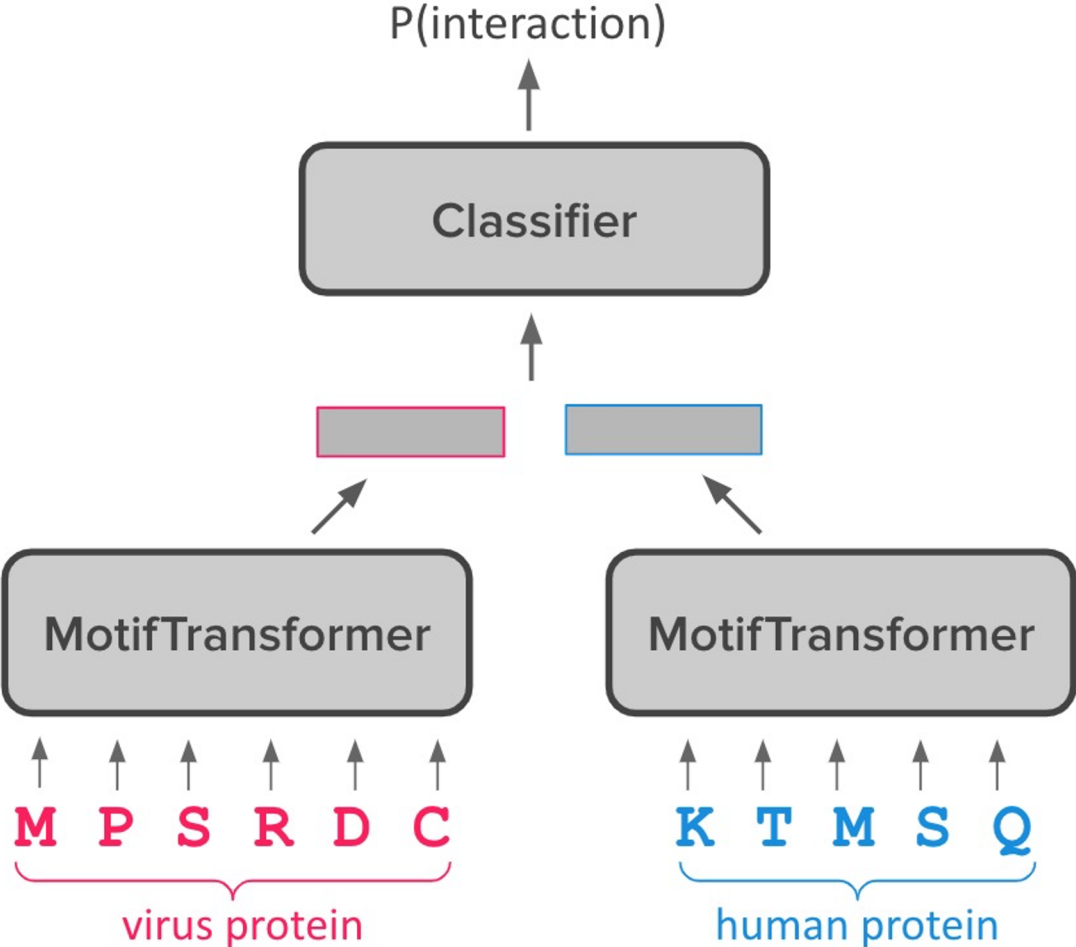 P(interaction)
Classifier
MotifTransformer
MotifTransformer
M P S R D C
K T M S Q
virus protein
human protein